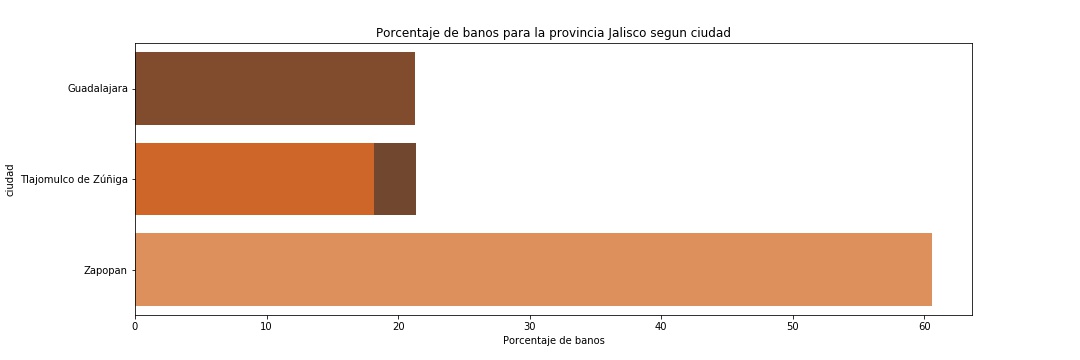 Porcentaje de banos para la provincia Jalisco segun ciudad
ciudad
Guadalajara
Tlajomulco de Zúñiga
Zapopan
0 10 20 30 40 50 60
Porcentaje de banos